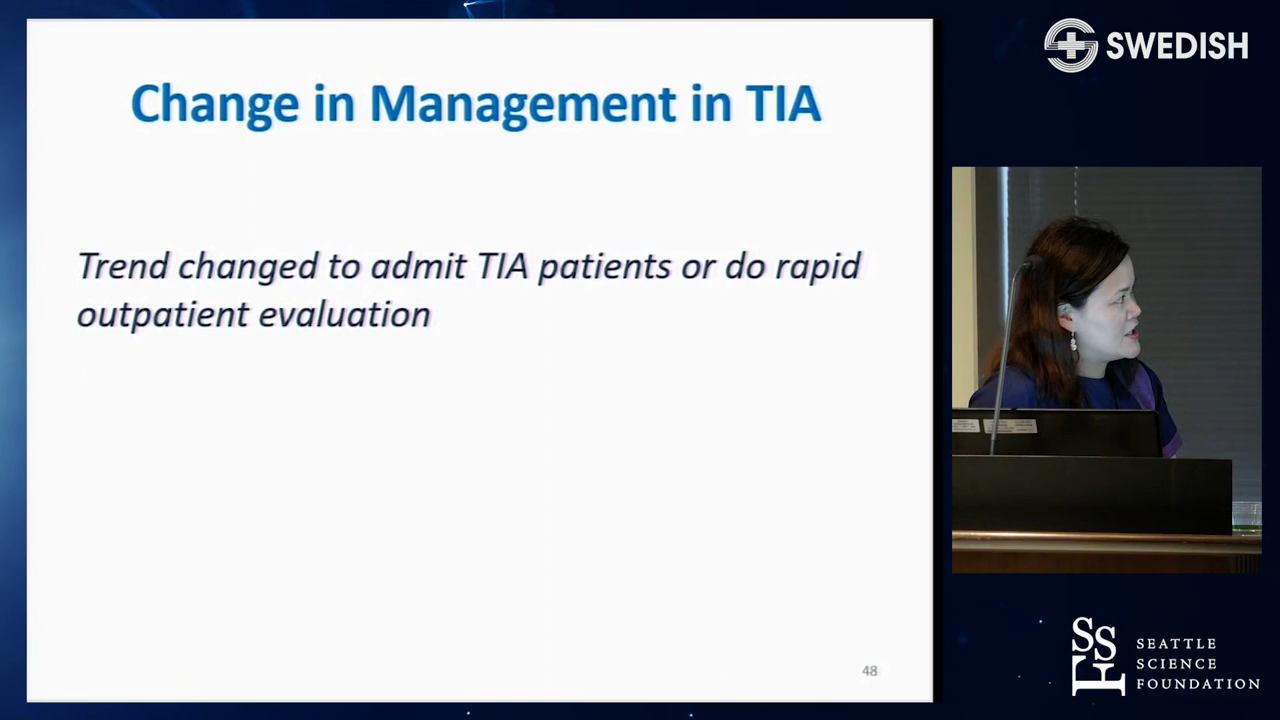 Change in Management in TIA
Trend changed to admit TIA patients or do rapid
outpatient evaluation
48
SWEDISH
SSF
SEATTLE
SCIENCE
FOUNDATION